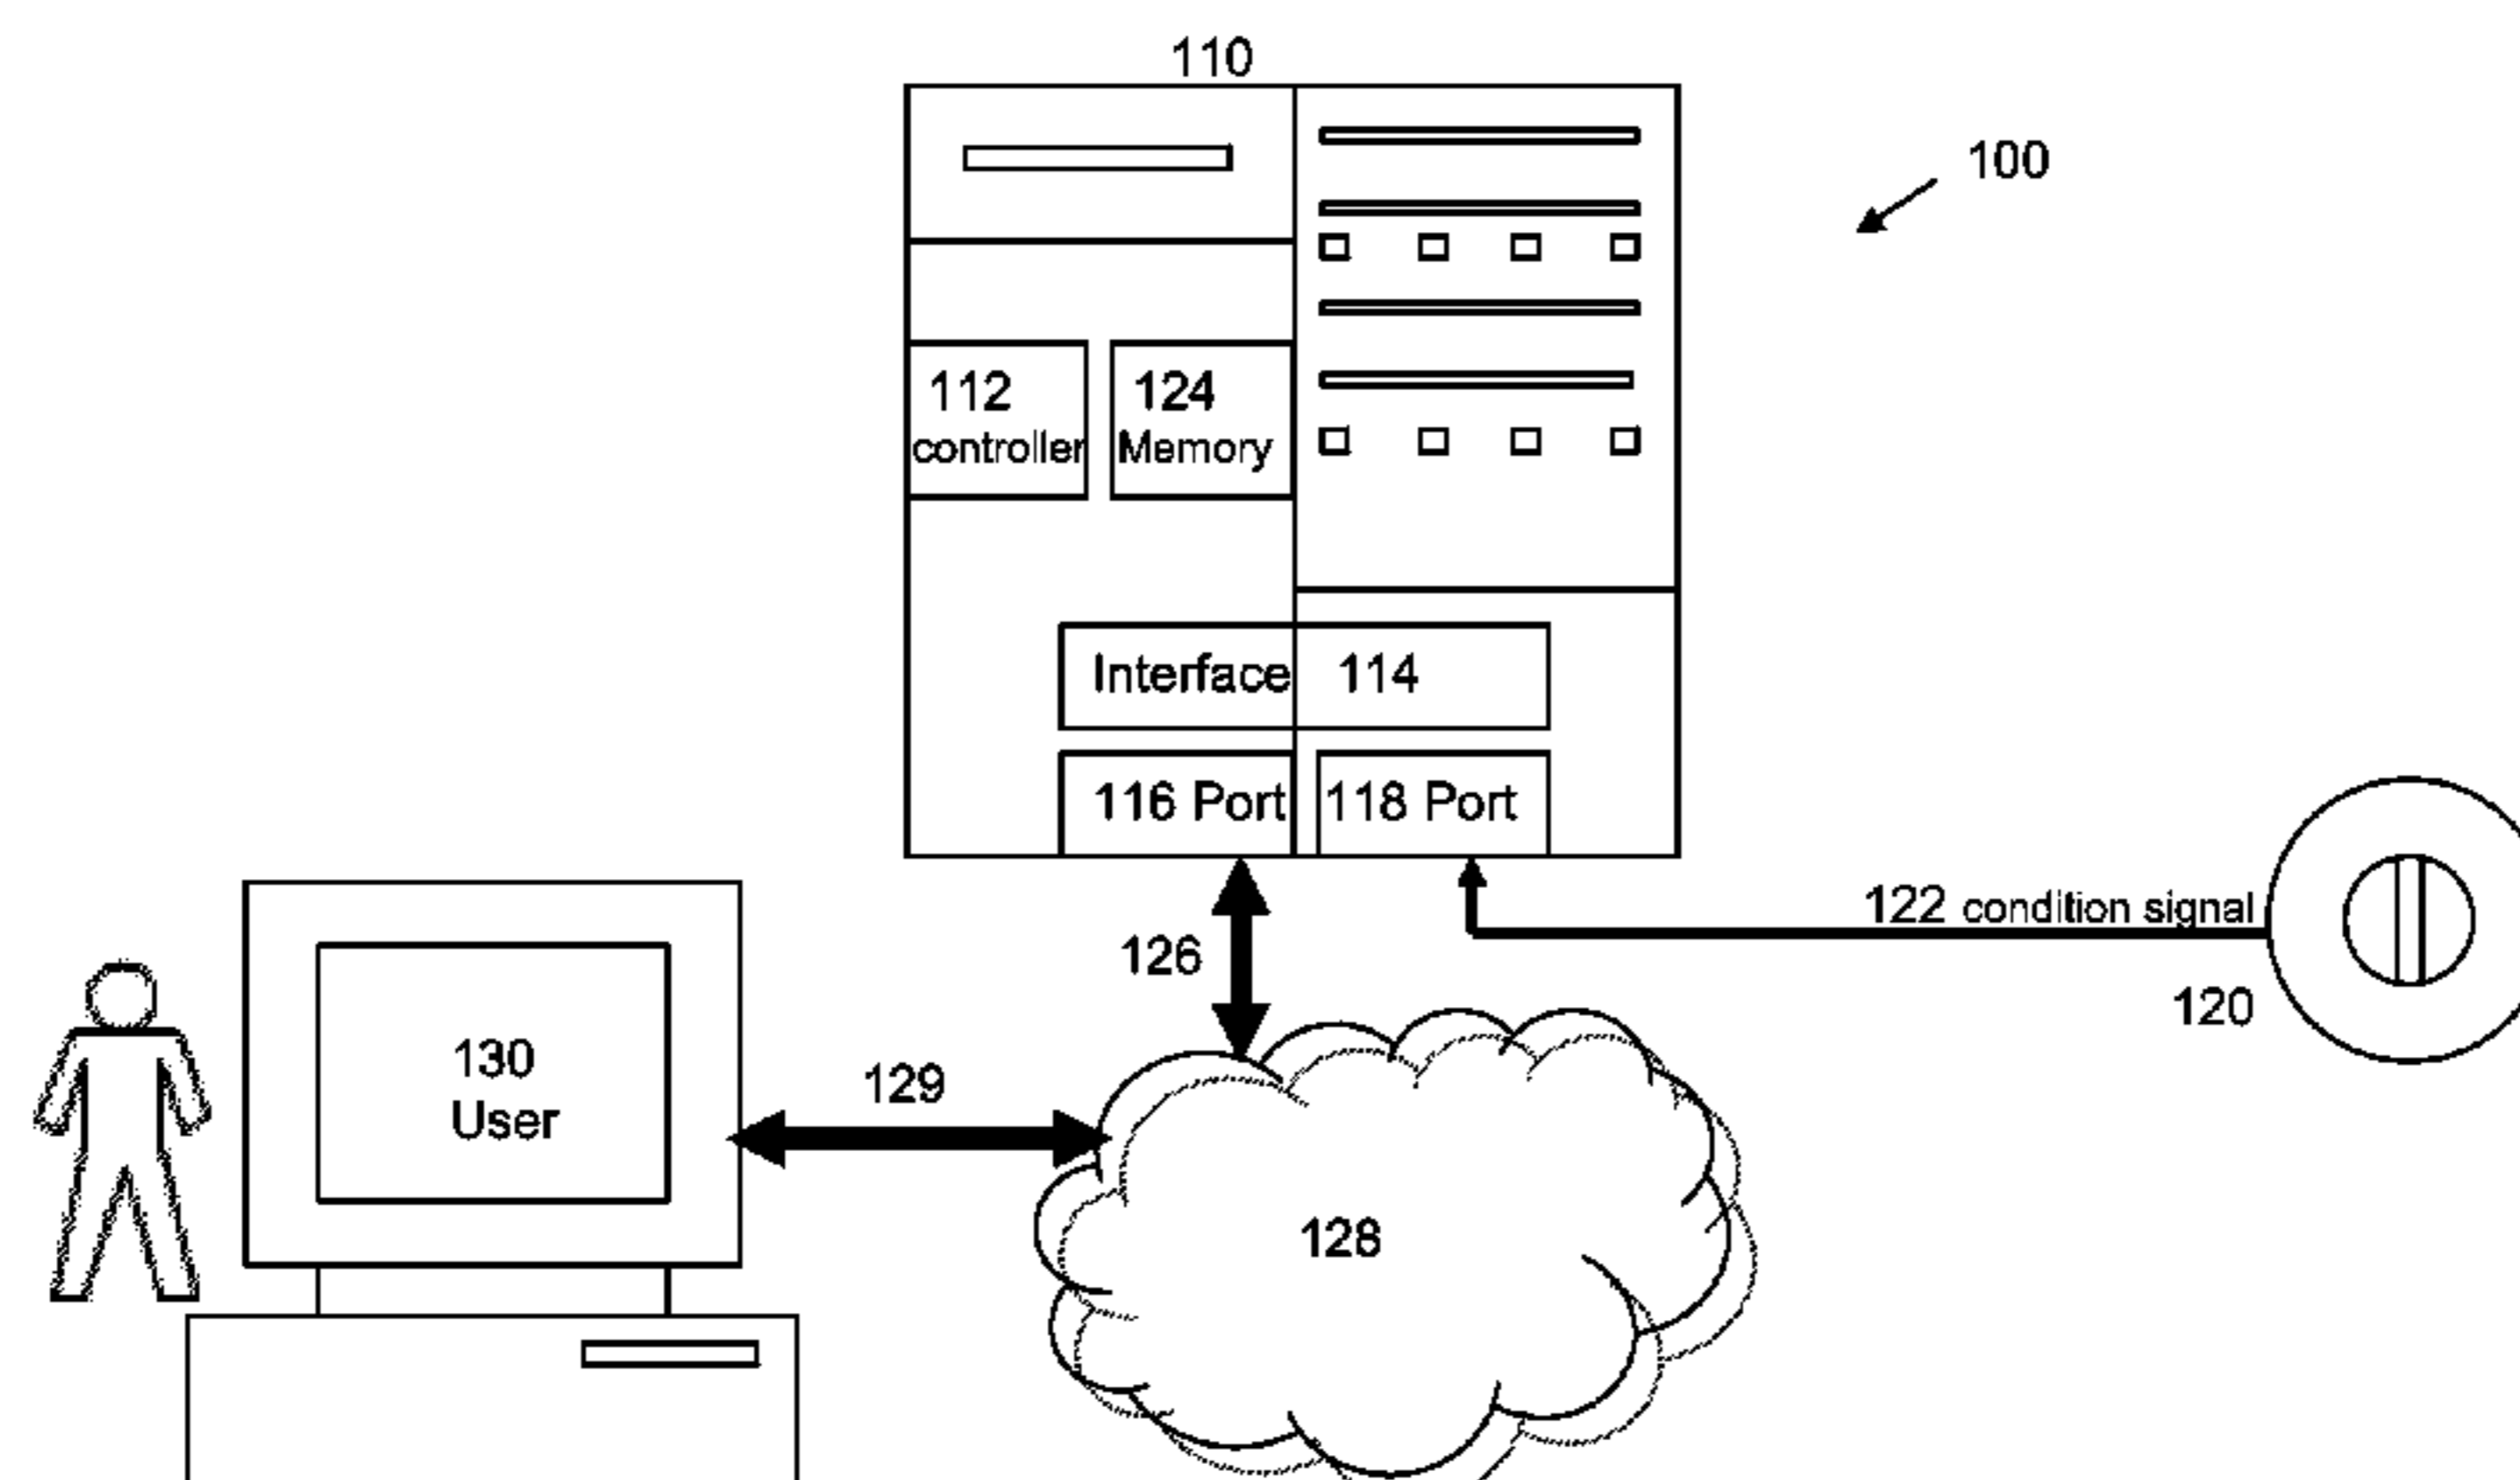 110
100
112
controller
124
Memory
Interface 114
116 Port
118 Port
122 condition signal
126
120
130
User
129
128